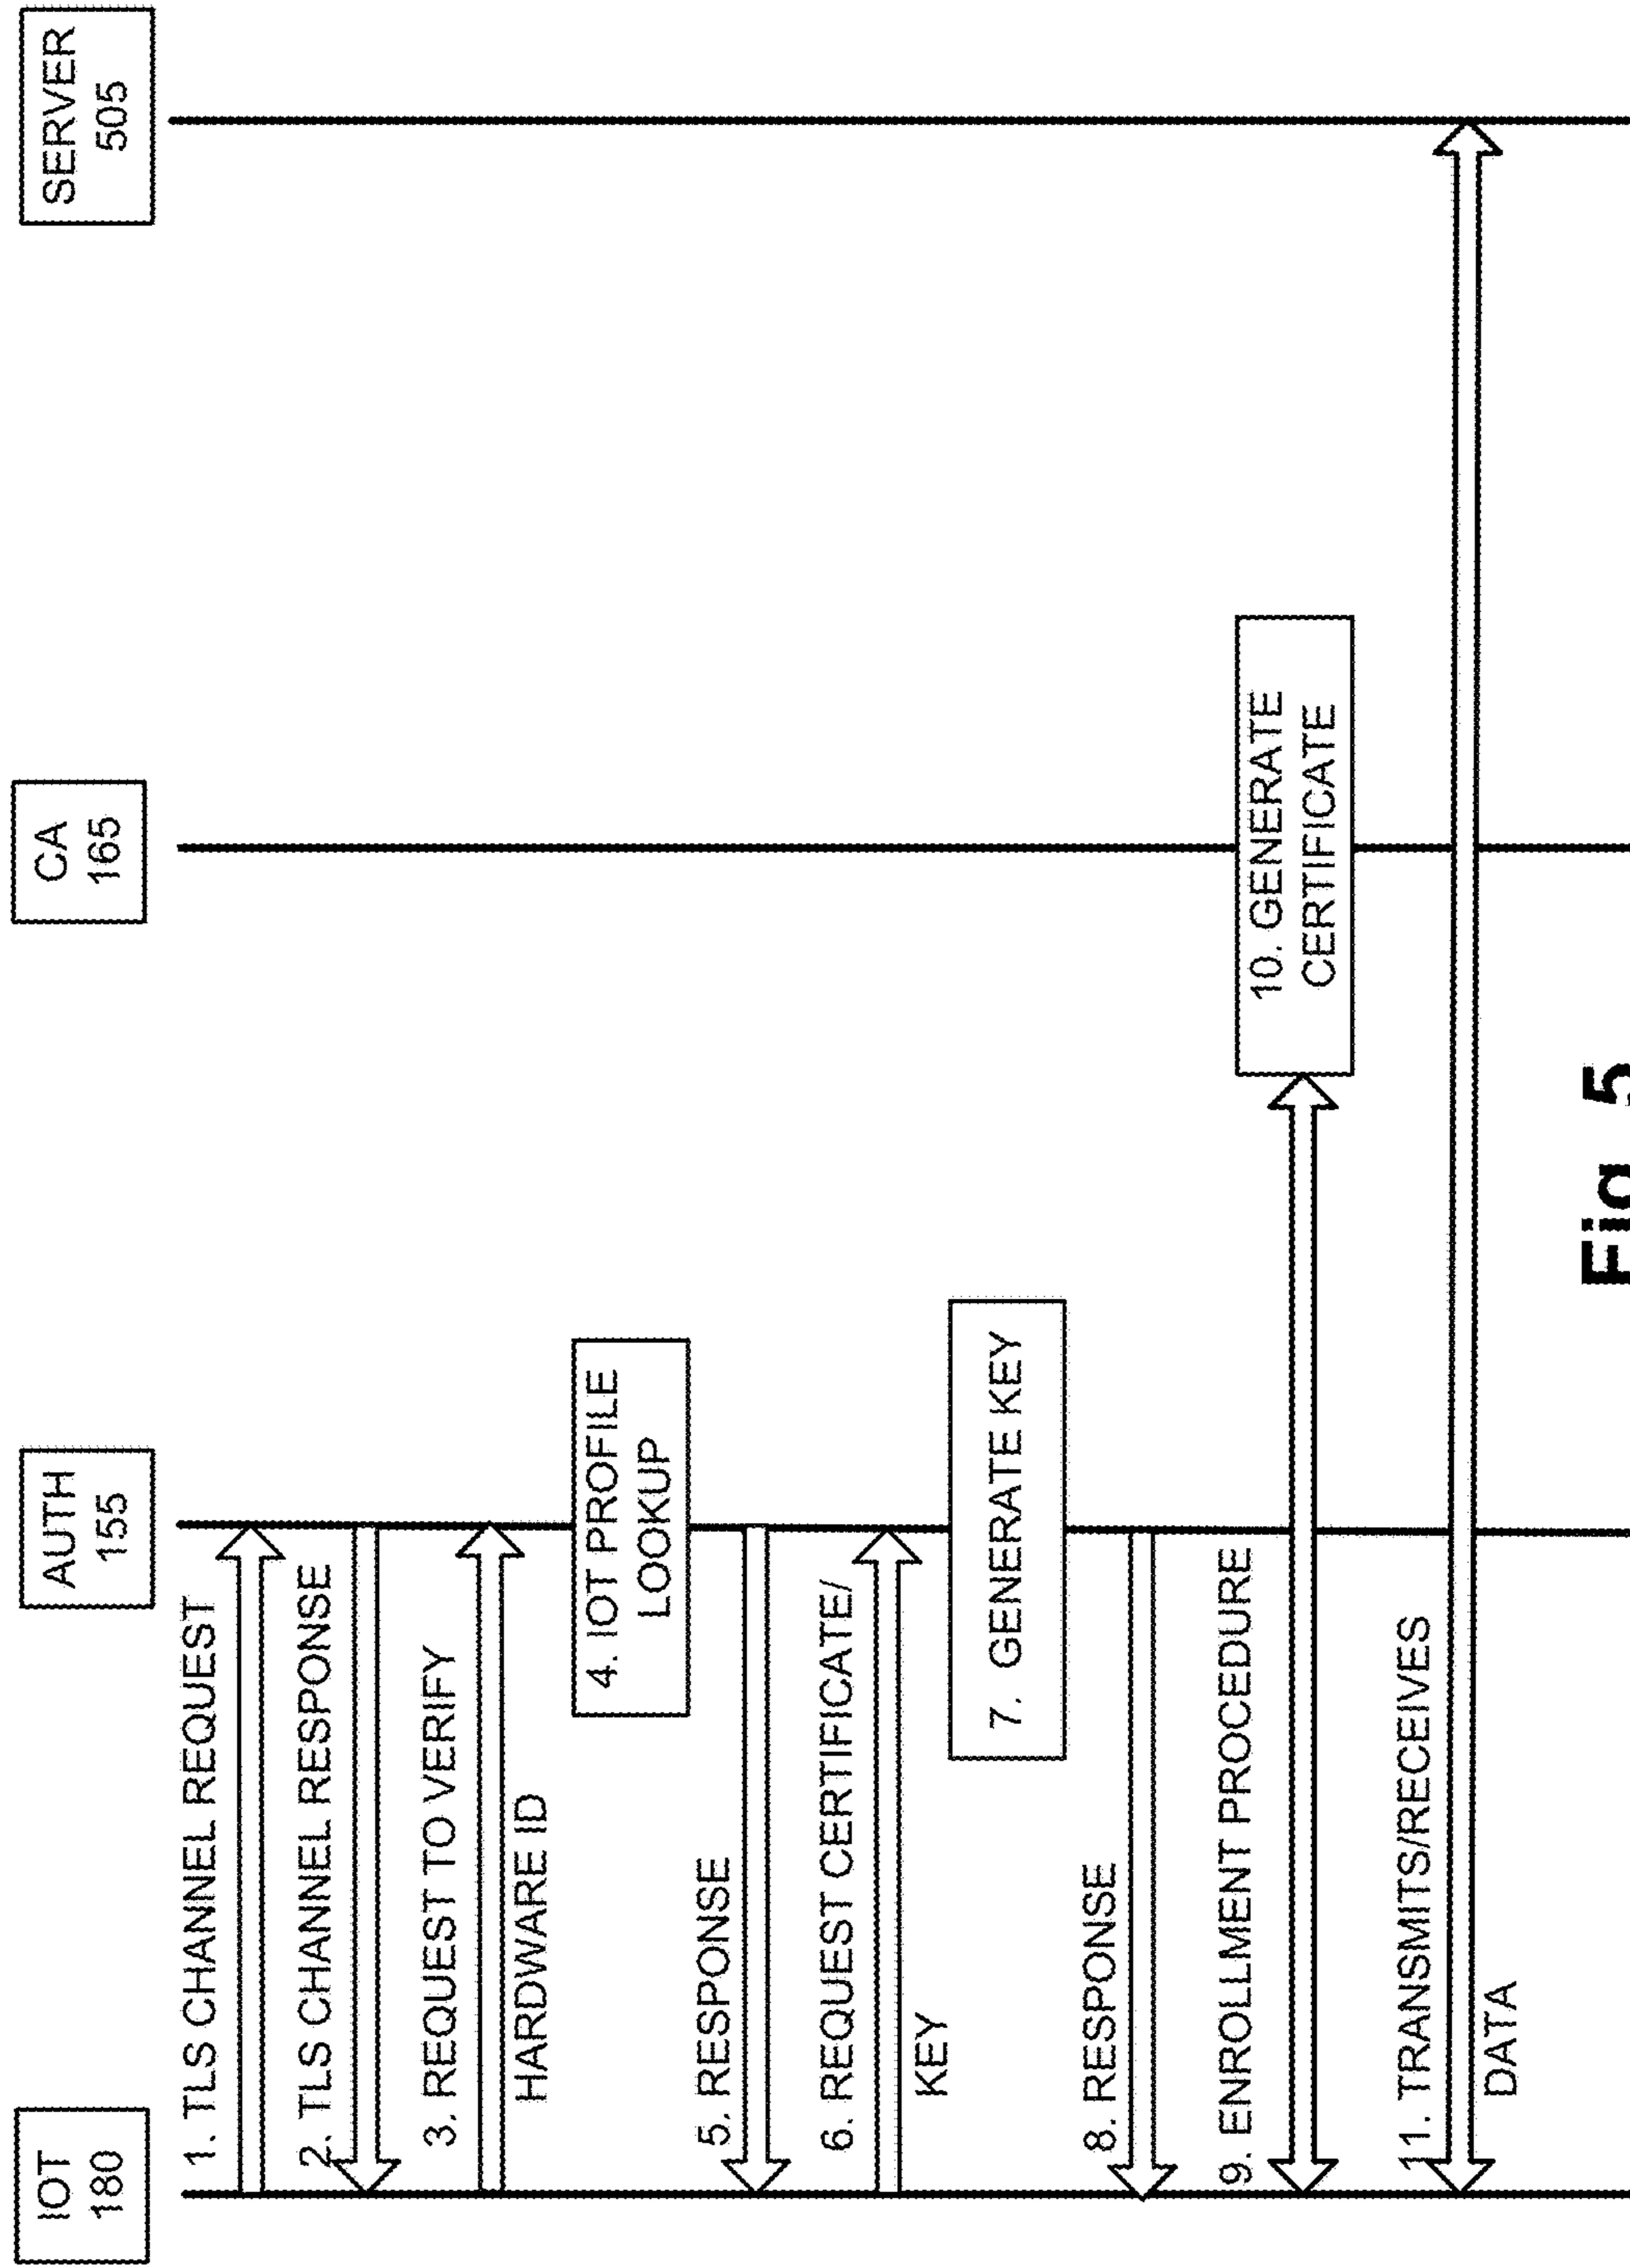 IOT
180
AUTH
155
CA
165
SERVER
505
1. TLS CHANNEL REQUEST
2. TLS CHANNEL RESPONSE
3. REQUEST TO VERIFY
HARDWARE ID
4. IOT PROFILE
LOOKUP
5. RESPONSE
6. REQUEST CERTIFICATE/
KEY
7. GENERATE KEY
8. RESPONSE
9. ENROLLMENT PROCEDURE
10. GENERATE
CERTIFICATE
11. TRANSMITS/RECEIVES
DATA
Fig. 5